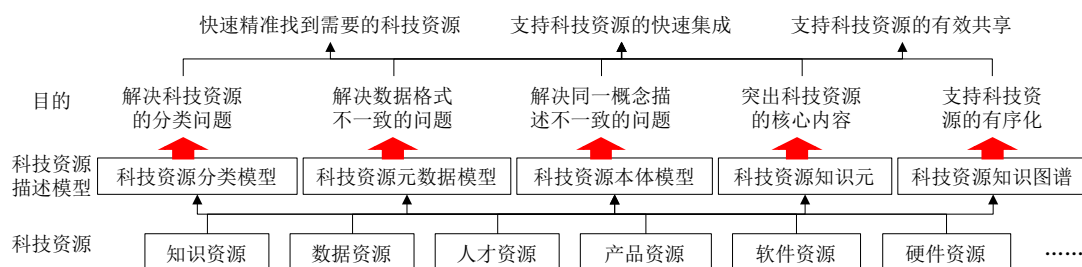 快速精准找到需要的科技资源 支持科技资源的快速集成 支持科技资源的有效共享
目的
解决科技资源
的分类问题
解决数据格式
不一致的问题
解决同一概念描
述不一致的问题
突出科技资源
的核心内容
支持科技资
源的有序化
科技资源
描述模型
科技资源分类模型 科技资源元数据模型 科技资源本体模型 科技资源知识元 科技资源知识图谱
科技资源 知识资源 数据资源 人才资源 产品资源 软件资源 硬件资源 ……